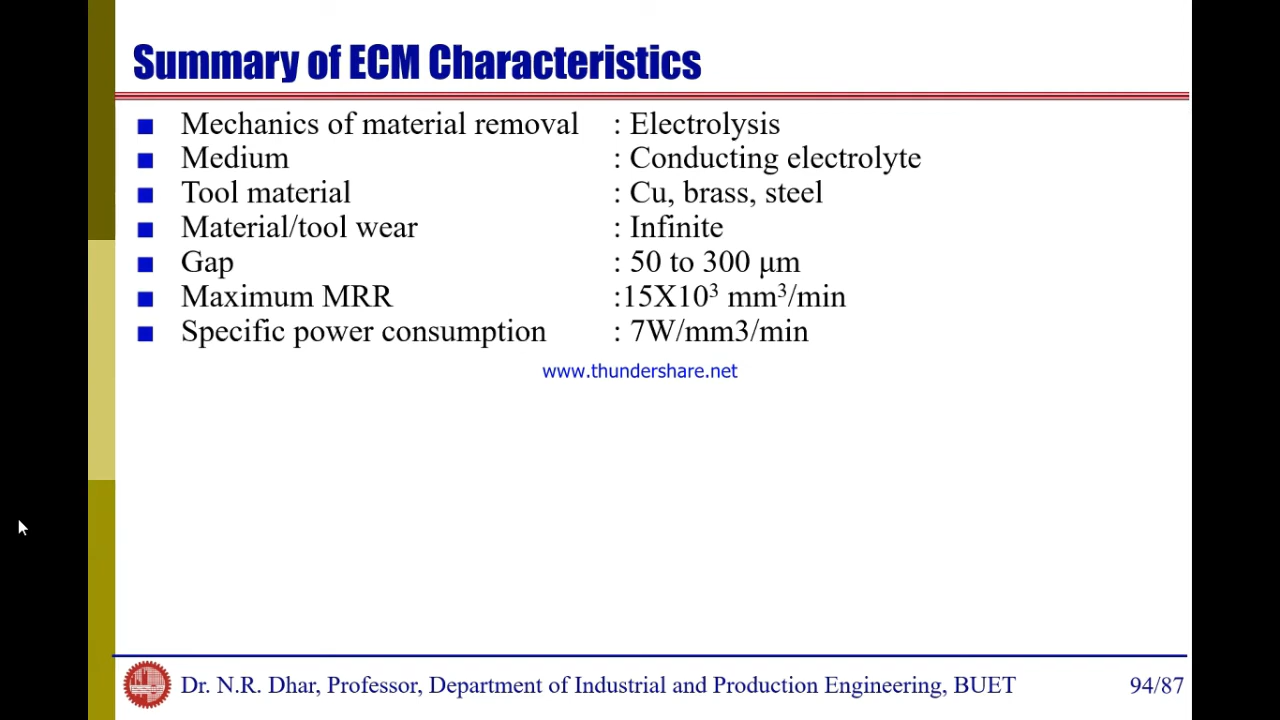 Summary of ECM Characteristics
Mechanics of material removal : Electrolysis
Medium : Conducting electrolyte
Tool material : Cu, brass, steel
Material/tool wear : Infinite
Gap : 50 to 300 μm
Maximum MRR :15X10³ mm³/min
Specific power consumption : 7W/mm3/min
www.thundershare.net
Dr. N.R. Dhar, Professor, Department of Industrial and Production Engineering, BUET 94/87